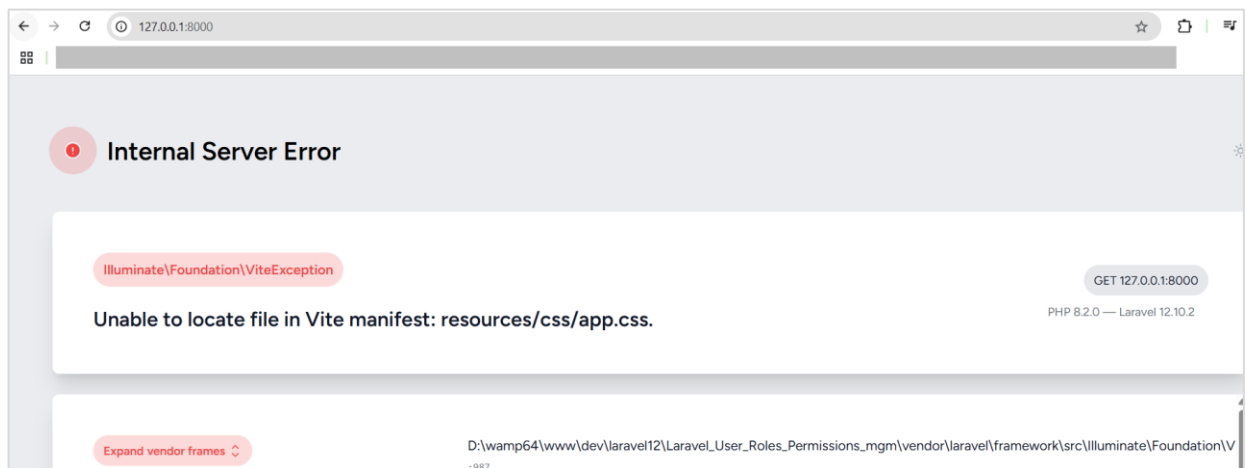 127.0.0.1:8000
Internal Server Error
Illuminate\Foundation\ViteException
GET 127.0.0.1:8000
Unable to locate file in Vite manifest: resources/css/app.css.
PHP 8.2.0 — Laravel 12.10.2
Expand vendor frames
D:\wamp64\www\dev\laravel12\Laravel_User_Roles_Permissions_mgm\vendor\laravel\framework\src\Illuminate\Foundation\V
:987